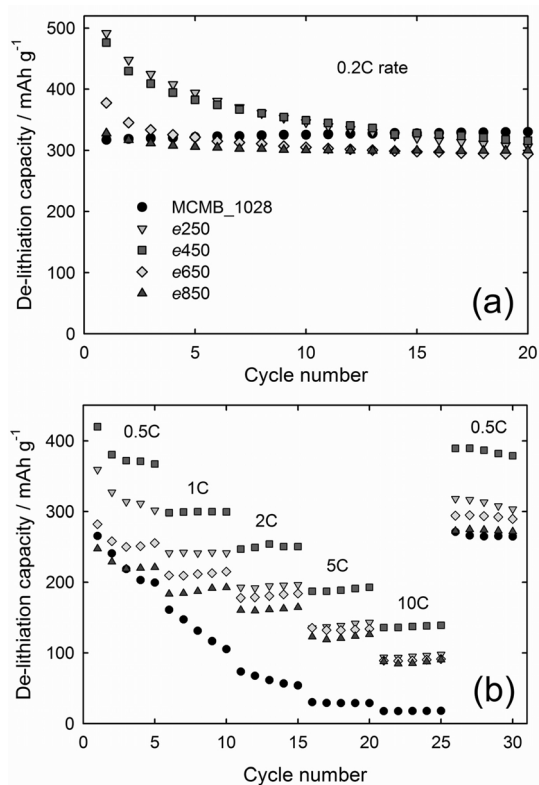 500
400
300
200
100
0
De-lithiation capacity / mAh g⁻¹
0.2C rate
MCMB_1028
e250
e450
e650
e850
(a)
0 5 10 15 20
Cycle number
400
300
200
100
0
De-lithiation capacity / mAh g⁻¹
0.5C
1C
2C
5C
10C
0.5C
(b)
0 5 10 15 20 25 30
Cycle number